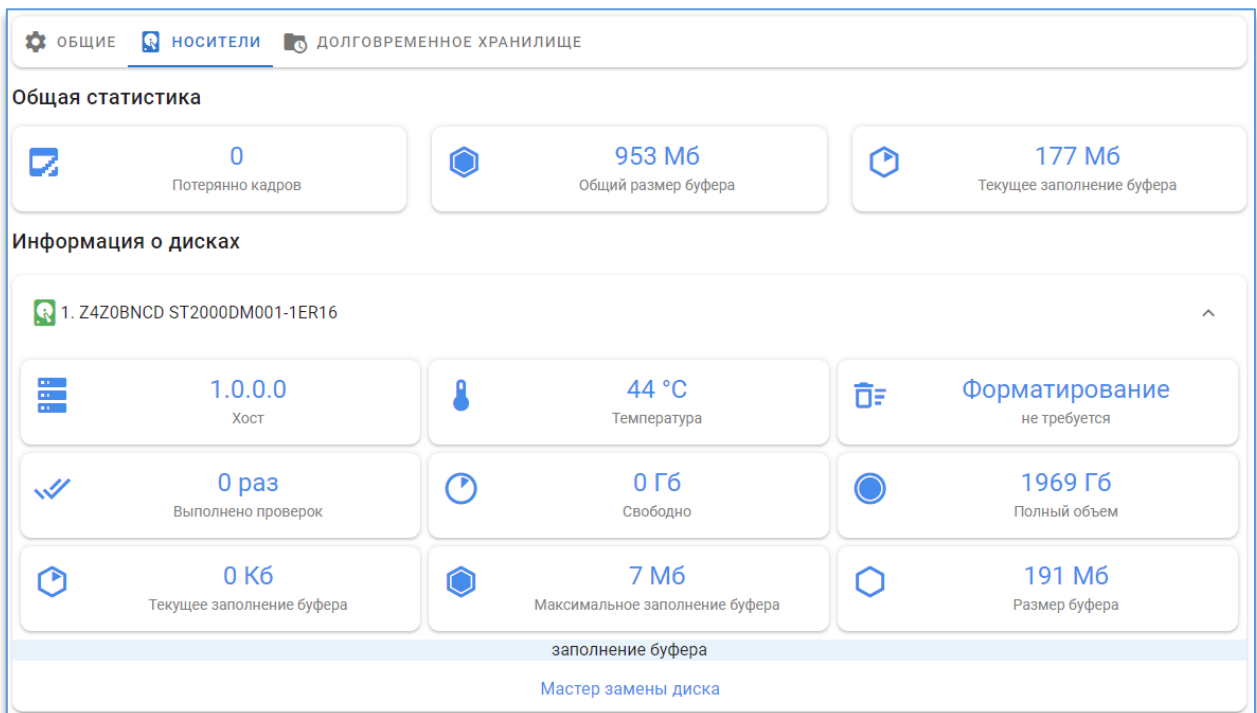 ОБЩИЕ НОСИТЕЛИ ДОЛГОВРЕМЕННОЕ ХРАНИЛИЩЕ
Общая статистика
0
Потерянно кадров
953 Мб
Общий размер буфера
177 Мб
Текущее заполнение буфера
Информация о дисках
1. Z4Z0BNCD ST2000DM001-1ER16
1.0.0.0
Хост
44 °C
Температура
Форматирование
не требуется
0 раз
Выполнено проверок
0 Гб
Свободно
1969 Гб
Полный объем
0 Кб
Текущее заполнение буфера
7 Мб
Максимальное заполнение буфера
191 Мб
Размер буфера
заполнение буфера
Мастер замены диска